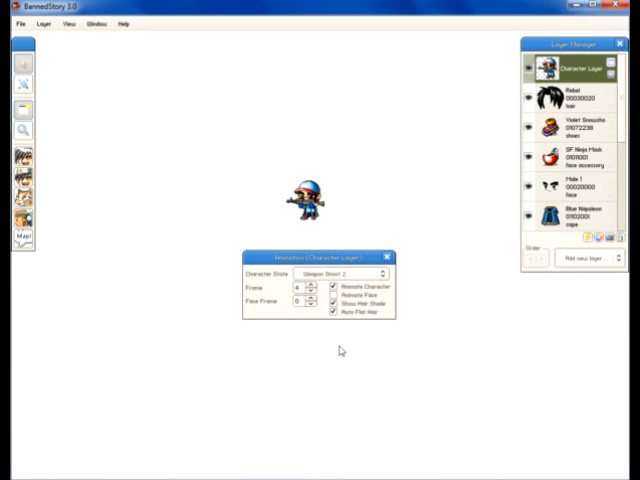 BannedStory 3.0
File Layer View Window Help
Layer Manager
Character Layer
Rebel
00030020
hair
Violet Snowsho
01072238
shoes
SF Ninja Mask
01011001
face accessory
Male 1
00020000
face
Blue Napoleon
01102001
cape
Order
Add new layer...
Map!
Animation (Character Layer)
Character State Weapon Shoot 2
Frame 4 Animate Character
Animate Face
Face Frame 0 Show Hair Shade
Auto Flat Hair